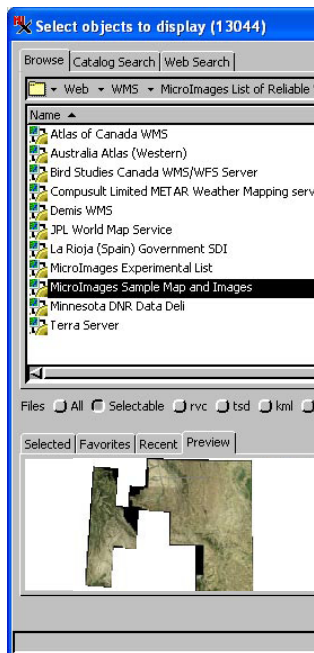 Select objects to display (13044)
Browse Catalog Search Web Search
Web WMS MicroImages List of Reliable
Name
Atlas of Canada WMS
Australia Atlas (Western)
Bird Studies Canada WMS/WFS Server
Compusult Limited METAR Weather Mapping serv
Demis WMS
JPL World Map Service
La Rioja (Spain) Government SDI
MicroImages Experimental List
MicroImages Sample Map and Images
Minnesota DNR Data Deli
Terra Server
Files All Selectable rvc tsd kml
Selected Favorites Recent Preview